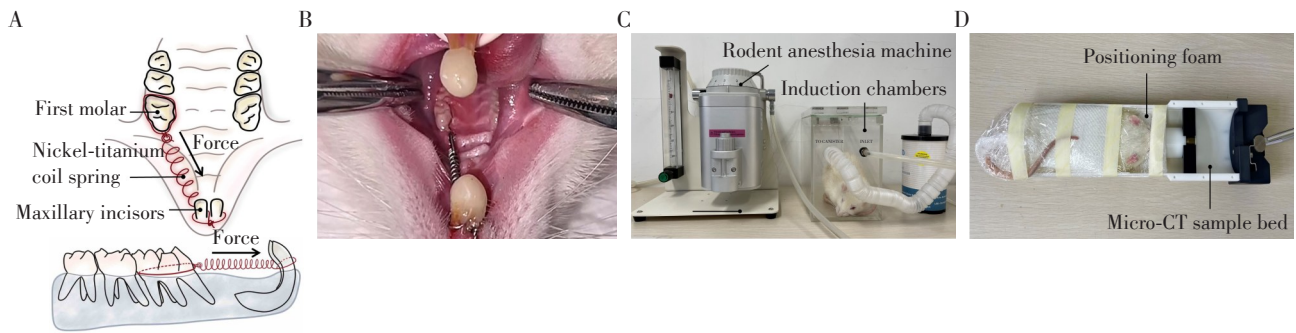 A
First molar
Force
Nickel-titanium
coil spring
Maxillary incisors
Force
B
C
Rodent anesthesia machine
Induction chambers
INLET
D
Positioning foam
Micro-CT sample bed